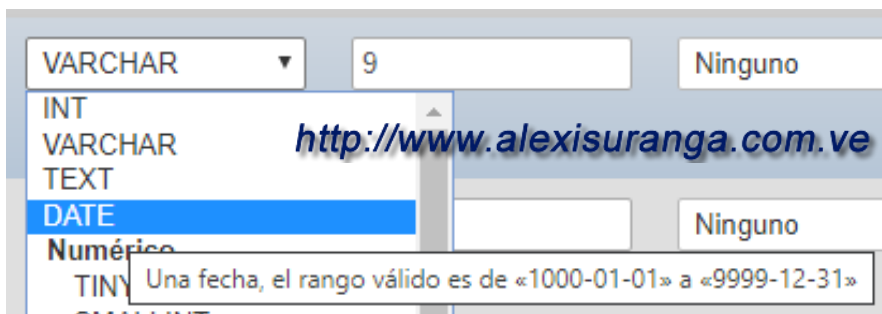 VARCHAR 9 Ninguno
INT
VARCHAR
http://www.alexisuranga.com.ve
TEXT
DATE
Ninguno
Numérico
Una fecha, el rango válido es de «1000-01-01» a «9999-12-31»